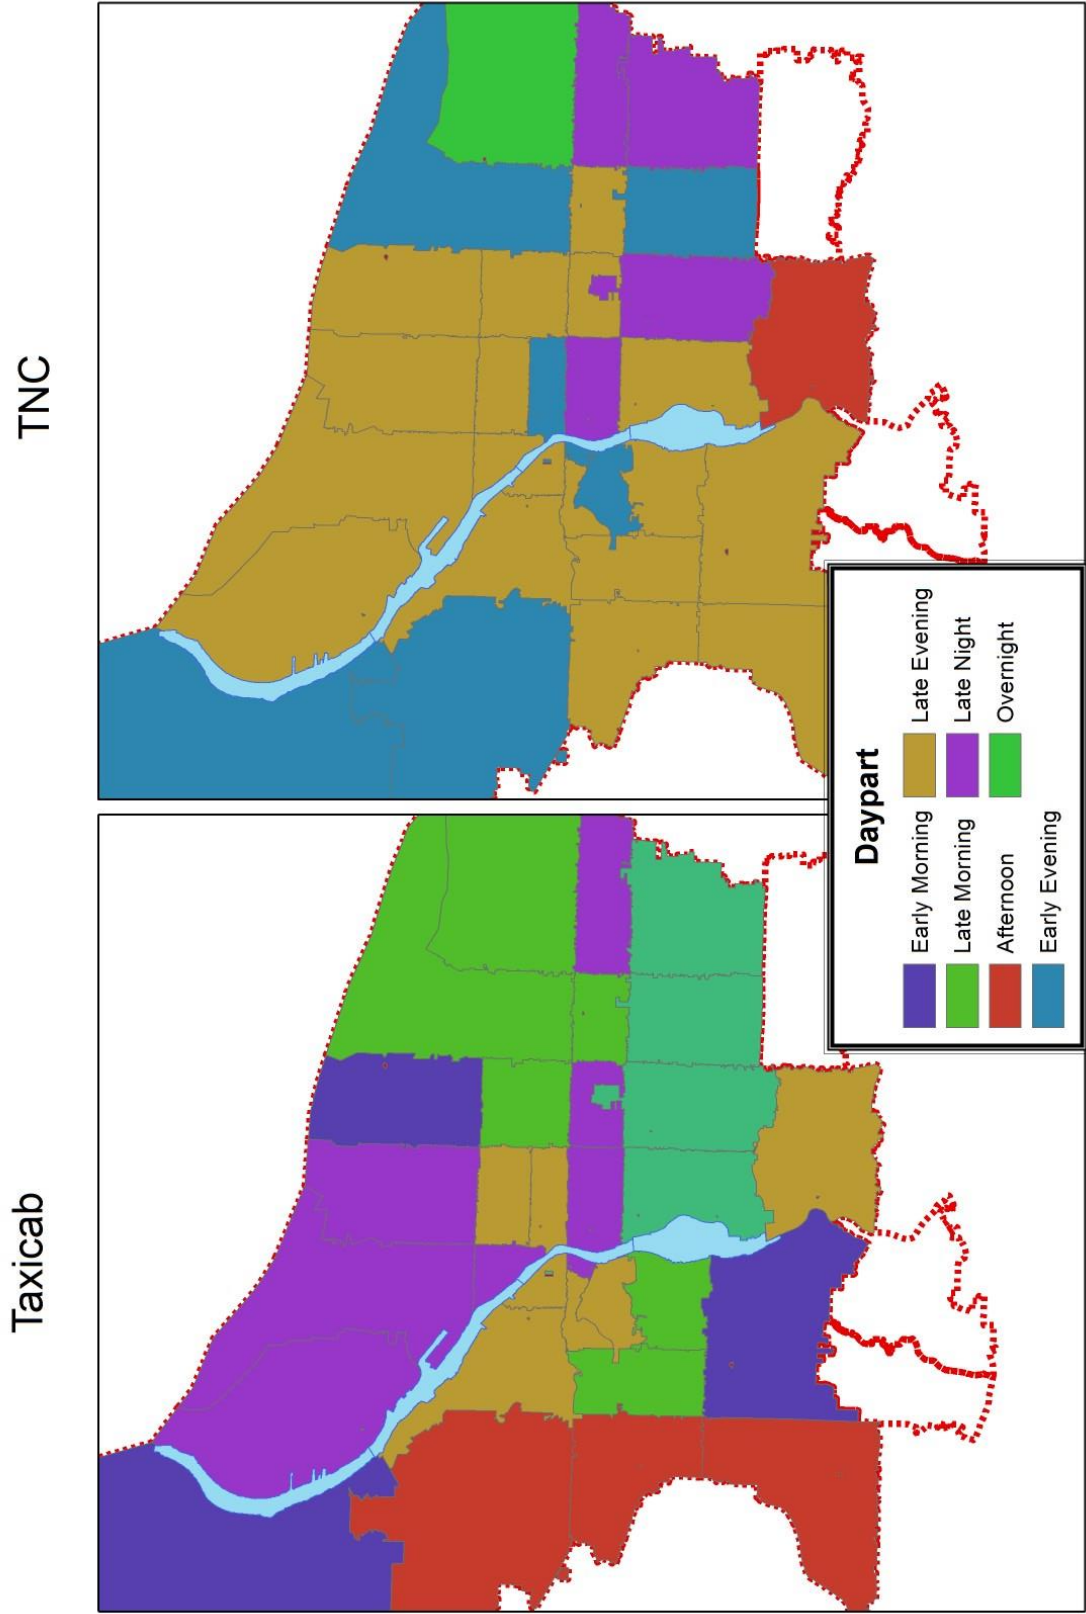 Taxicab
TNC
Daypart
Early Morning
Late Morning
Afternoon
Early Evening
Late Evening
Late Night
Overnight